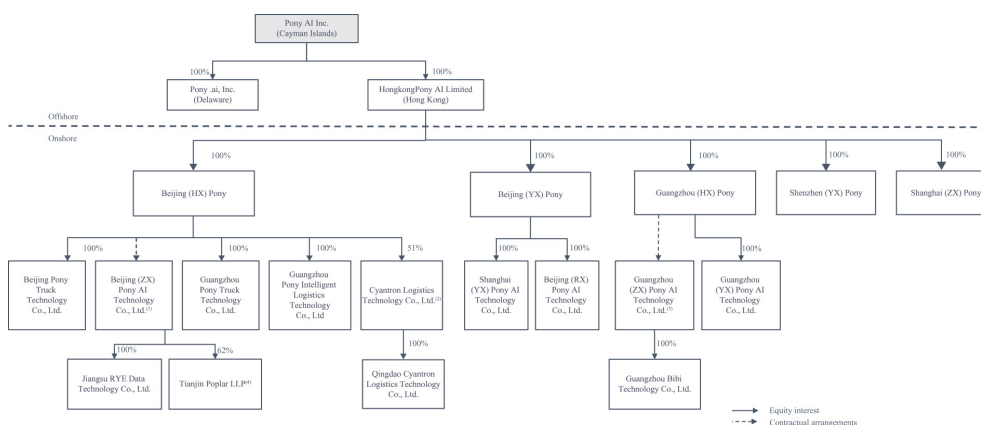 Pony AI Inc.
(Cayman Islands)
100%
100%
Pony .ai, Inc.
(Delaware)
HongkongPony AI Limited
(Hong Kong)
Offshore
Onshore
100%
100%
100%
100%
100%
Beijing (HX) Pony
Beijing (YX) Pony
Guangzhou (HX) Pony
Shenzhen (YX) Pony
Shanghai (ZX) Pony
100%
100%
100%
51%
100%
100%
100%
Beijing Pony
Truck
Technology
Co., Ltd.
Beijing (ZX)
Pony AI
Technology
Co., Ltd.(1)
Guangzhou
Pony Truck
Technology
Co., Ltd.
Guangzhou
Pony Intelligent
Logistics
Technology
Co., Ltd
Cyantron Logistics
Technology Co., Ltd.(2)
Shanghai
(YX) Pony AI
Technology
Co., Ltd.
Beijing (RX)
Pony AI
Technology
Co., Ltd.
Guangzhou
(ZX) Pony AI
Technology
Co., Ltd.(3)
Guangzhou
(YX) Pony AI
Technology
Co., Ltd.
100%
62%
100%
100%
Jiangsu RYE Data
Technology Co., Ltd.
Tianjin Poplar LLP(4)
Qingdao Cyantron
Logistics Technology
Co., Ltd.
Guangzhou Bibi
Technology Co., Ltd.
Equity interest
Contractual arrangements